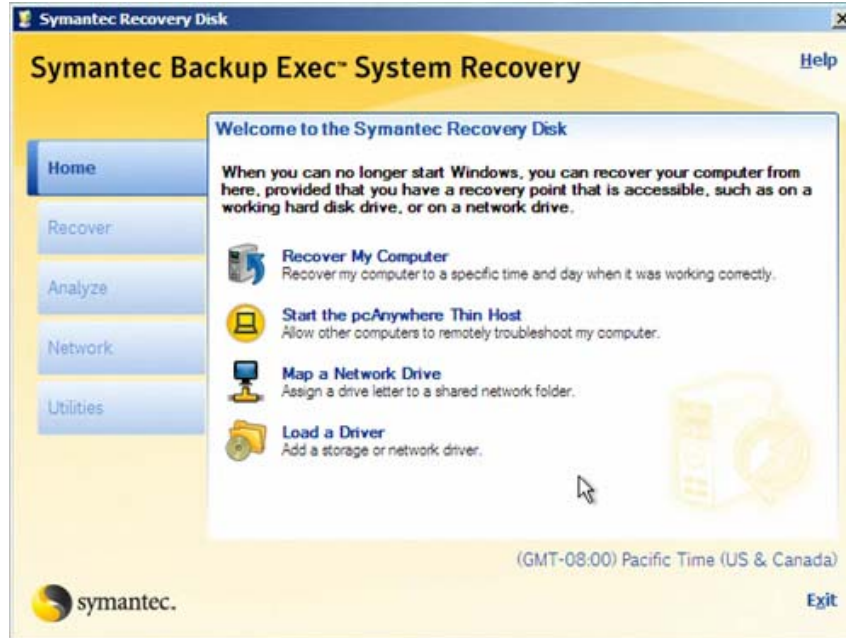 Symantec Recovery Disk
Symantec Backup Exec™ System Recovery
Help
Home
Recover
Analyze
Network
Utilities
Welcome to the Symantec Recovery Disk
When you can no longer start Windows, you can recover your computer from
here, provided that you have a recovery point that is accessible, such as on a
working hard disk drive, or on a network drive.
Recover My Computer
Recover my computer to a specific time and day when it was working correctly.
Start the pcAnywhere Thin Host
Allow other computers to remotely troubleshoot my computer.
Map a Network Drive
Assign a drive letter to a shared network folder.
Load a Driver
Add a storage or network driver.
(GMT-08:00) Pacific Time (US & Canada)
symantec.
Exit